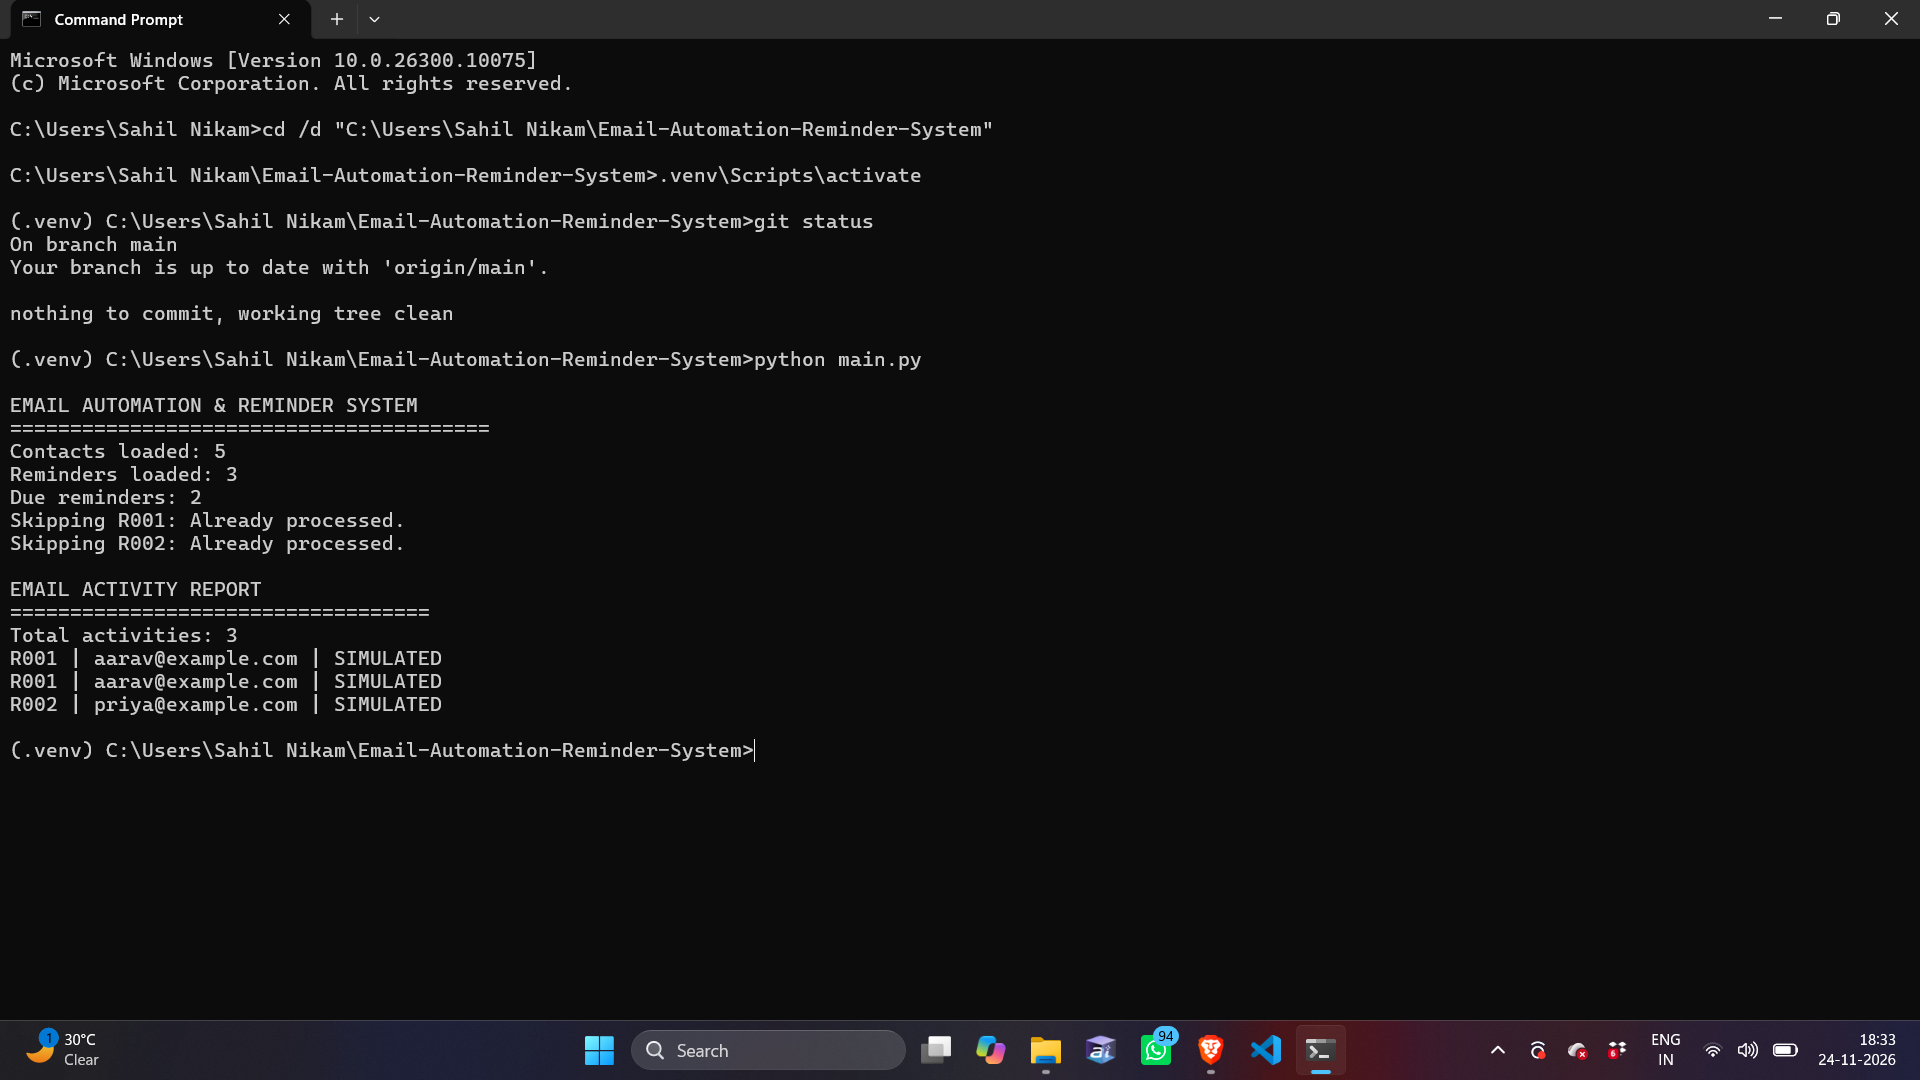 Command Prompt
Microsoft Windows [Version 10.0.26300.10075]
(c) Microsoft Corporation. All rights reserved.
C:\Users\Sahil Nikam>cd /d "C:\Users\Sahil Nikam\Email-Automation-Reminder-System"
C:\Users\Sahil Nikam\Email-Automation-Reminder-System>.venv\Scripts\activate
(.venv) C:\Users\Sahil Nikam\Email-Automation-Reminder-System>git status
On branch main
Your branch is up to date with 'origin/main'.
nothing to commit, working tree clean
(.venv) C:\Users\Sahil Nikam\Email-Automation-Reminder-System>python main.py
EMAIL AUTOMATION & REMINDER SYSTEM
========================================
Contacts loaded: 5
Reminders loaded: 3
Due reminders: 2
Skipping R001: Already processed.
Skipping R002: Already processed.
EMAIL ACTIVITY REPORT
===================================
Total activities: 3
R001 | aarav@example.com | SIMULATED
R001 | aarav@example.com | SIMULATED
R002 | priya@example.com | SIMULATED
(.venv) C:\Users\Sahil Nikam\Email-Automation-Reminder-System>
1
30°C
Clear
Search
ai
94
6
ENG
IN
18:33
24-11-2026